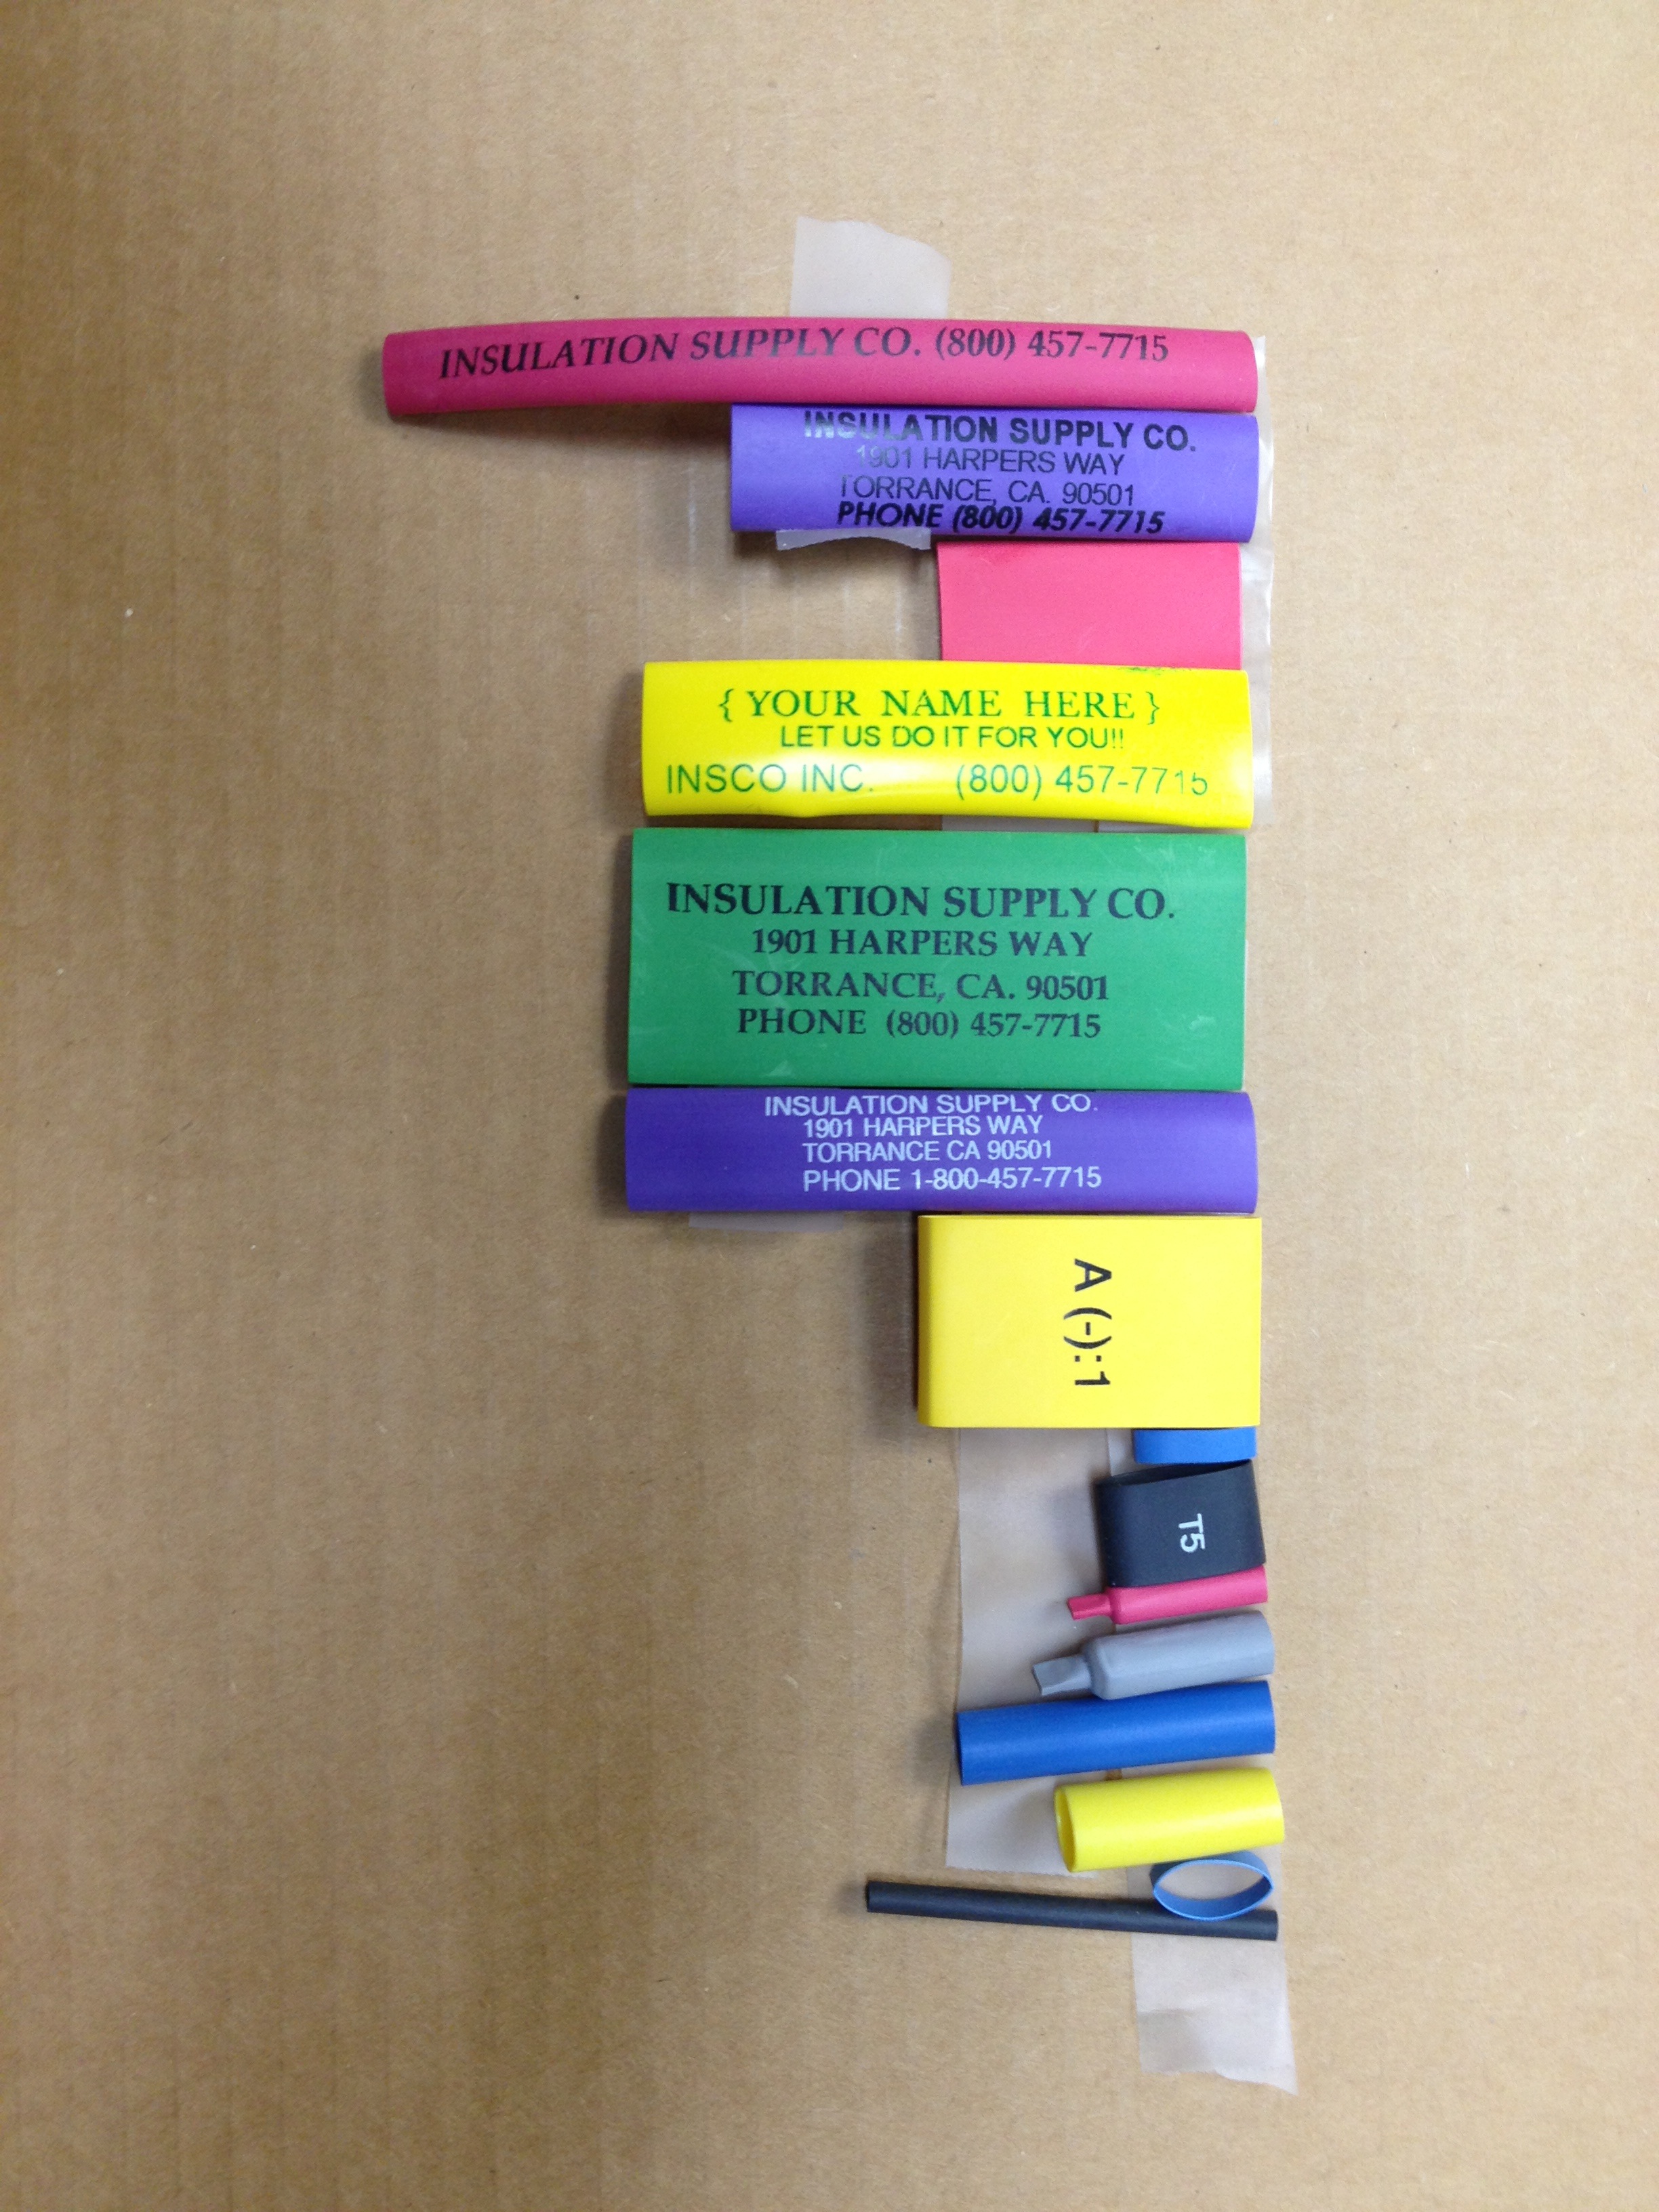 INSULATION SUPPLY CO. (800) 457-7715
INSULATION SUPPLY CO.
1901 HARPERS WAY
TORRANCE, CA. 90501
PHONE (800) 457-7715
{ YOUR NAME HERE }
LET US DO IT FOR YOU!!
INSCO INC. (800) 457-7715
INSULATION SUPPLY CO.
1901 HARPERS WAY
TORRANCE, CA. 90501
PHONE (800) 457-7715
INSULATION SUPPLY CO.
1901 HARPERS WAY
TORRANCE CA 90501
PHONE 1-800-457-7715
A (-):1
T5